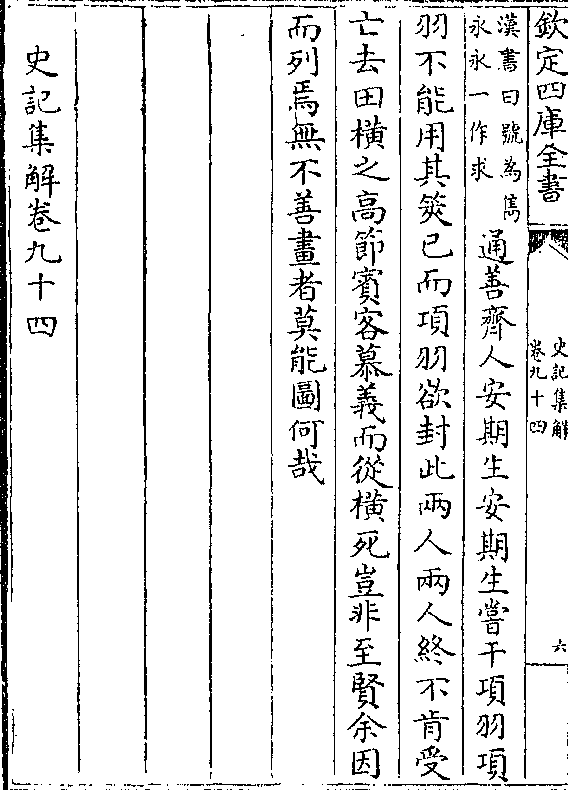 欽定四庫全書
史記集解
卷九十四
六
漢書曰號為雋
永永一作求
通善齊人安期生安期生嘗干項羽項
羽不能用其筴已而項羽欲封此兩人兩人終不肯受
亡去田橫之高節賓客慕義而從橫死豈非至賢余因
而列焉無不善畫者莫能圖何哉
史記集解卷九十四